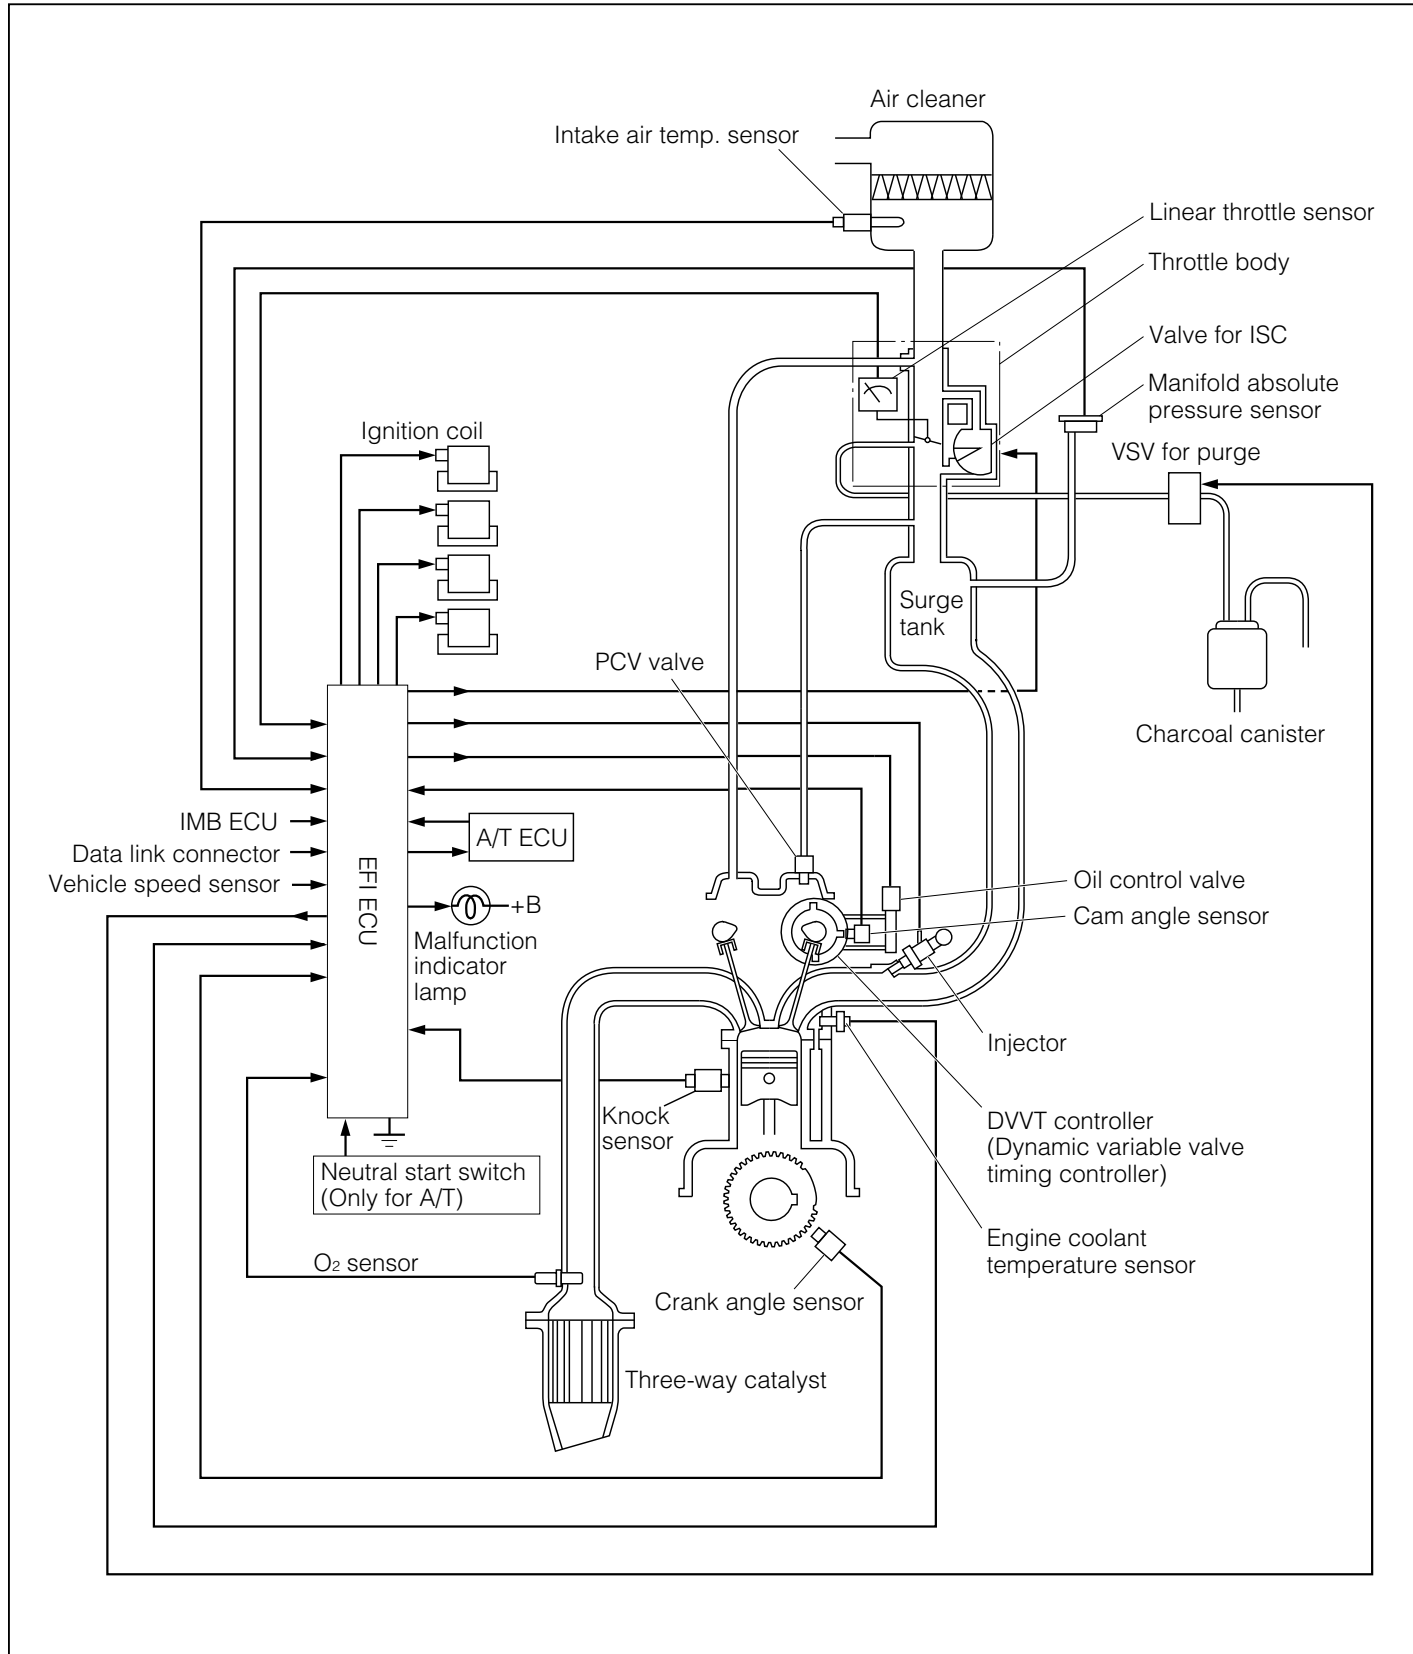 Air cleaner
Intake air temp. sensor
Linear throttle sensor
Throttle body
Valve for ISC
Manifold absolute
pressure sensor
Ignition coil
VSV for purge
Surge
tank
PCV valve
Charcoal canister
IMB ECU
A/T ECU
Data link connector
Vehicle speed sensor
EFI ECU
+B
Oil control valve
Cam angle sensor
Malfunction
indicator
lamp
Injector
Knock
sensor
DVVT controller
(Dynamic variable valve
timing controller)
Neutral start switch
(Only for A/T)
Engine coolant
temperature sensor
O2 sensor
Crank angle sensor
Three-way catalyst